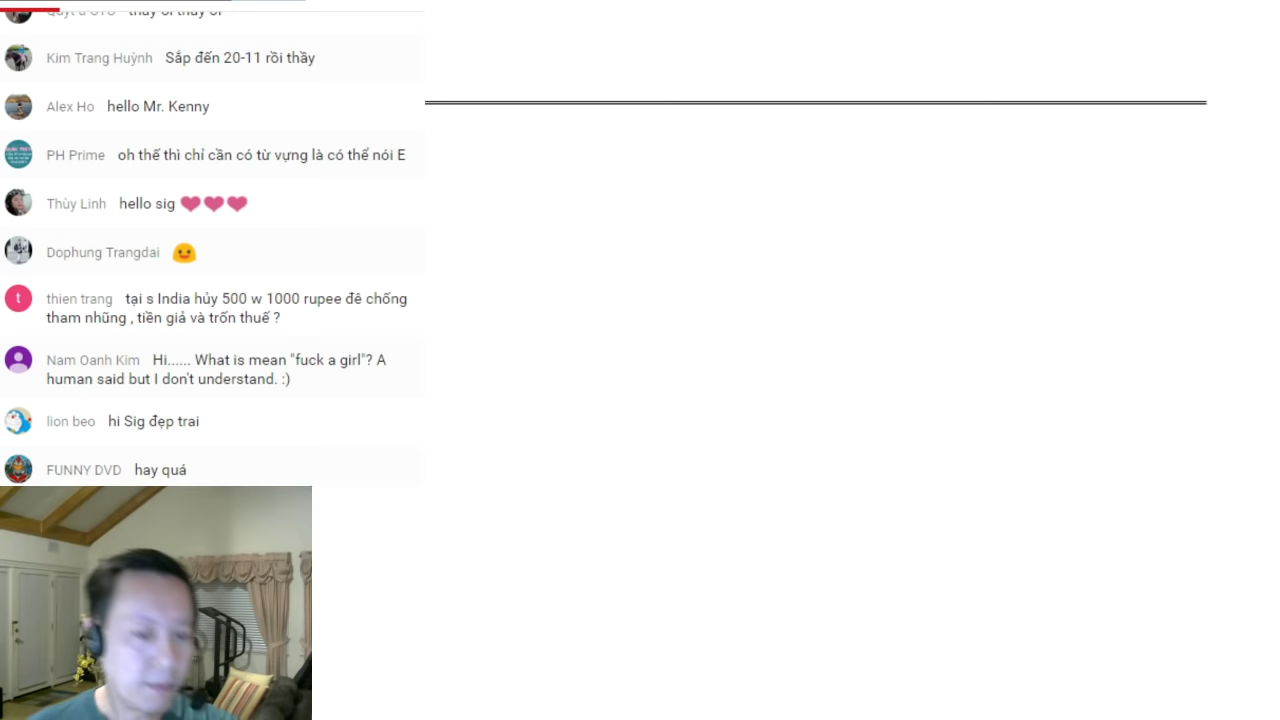 Kim Trang Huỳnh Sắp đến 20-11 rồi thầy
Alex Ho hello Mr. Kenny
PH Prime oh thế thì chỉ cần có từ vựng là có thể nói E
Thùy Linh hello sig
Dophung Trangdai
t
thien trang tại s India hủy 500 w 1000 rupee đê chống
tham nhũng , tiền giả và trốn thuế ?
Nam Oanh Kim Hi...... What is mean "fuck a girl"? A
human said but I don't understand. :)
lion beo hi Sig đẹp trai
FUNNY DVD hay quá